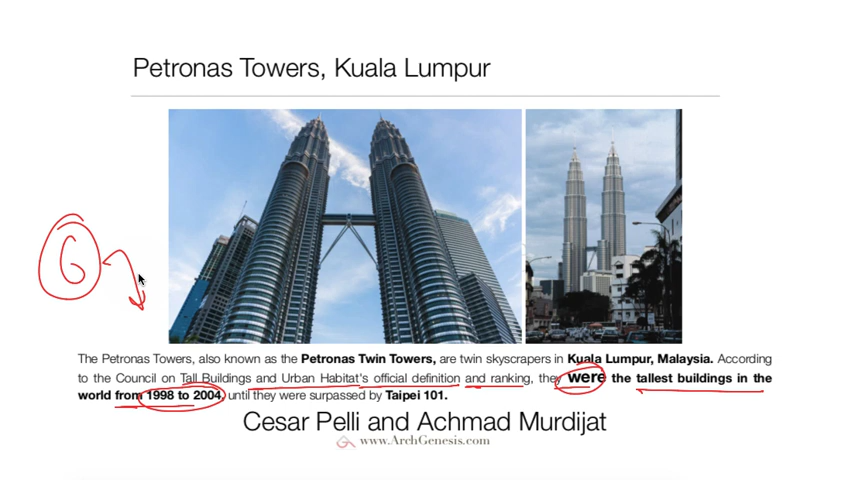 Petronas Towers, Kuala Lumpur
6
The Petronas Towers, also known as the Petronas Twin Towers, are twin skyscrapers in Kuala Lumpur, Malaysia. According
to the Council on Tall Buildings and Urban Habitat's official definition and ranking, they were the tallest buildings in the
world from 1998 to 2004, until they were surpassed by Taipei 101.
Cesar Pelli and Achmad Murdijat
www.ArchGenesis.com